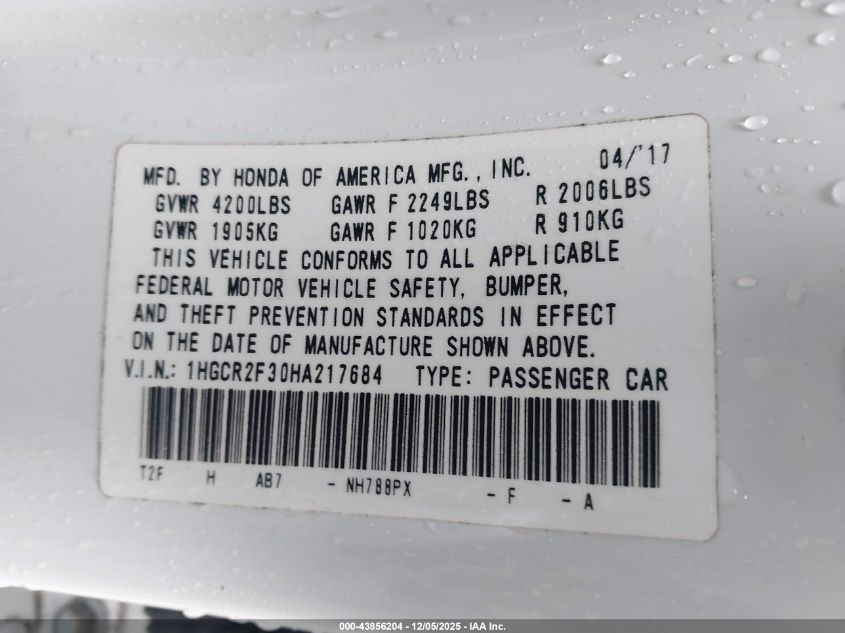 MFD. BY HONDA OF AMERICA MFG., INC. 04/'17
GVWR 4200LBS GAWR F 2249LBS R 2006LBS
GVWR 1905KG GAWR F 1020KG R 910KG
THIS VEHICLE CONFORMS TO ALL APPLICABLE
FEDERAL MOTOR VEHICLE SAFETY, BUMPER,
AND THEFT PREVENTION STANDARDS IN EFFECT
ON THE DATE OF MANUFACTURE SHOWN ABOVE.
V.I.N.: 1HGCR2F30HA217684 TYPE: PASSENGER CAR
T2F H AB7 - NH788PX - F - A
000-43856204 - 12/05/2025 - IAA Inc.